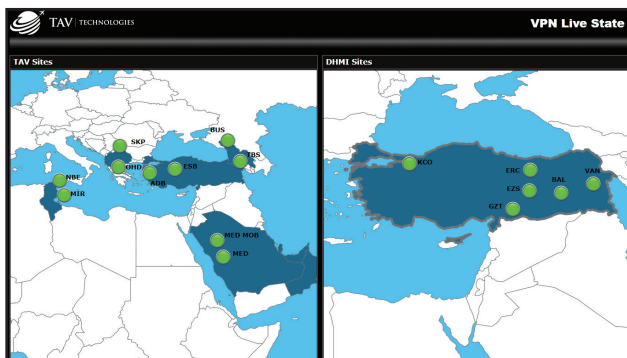 TAV | TECHNOLOGIES
VPN Live State
TAV Sites
DHMI Sites
BUS
SKP
TBS
OHD
ESB
ADB
NBE
MIR
MED MOB
MED
KCO
ERC
VAN
EZS
BAL
GZT